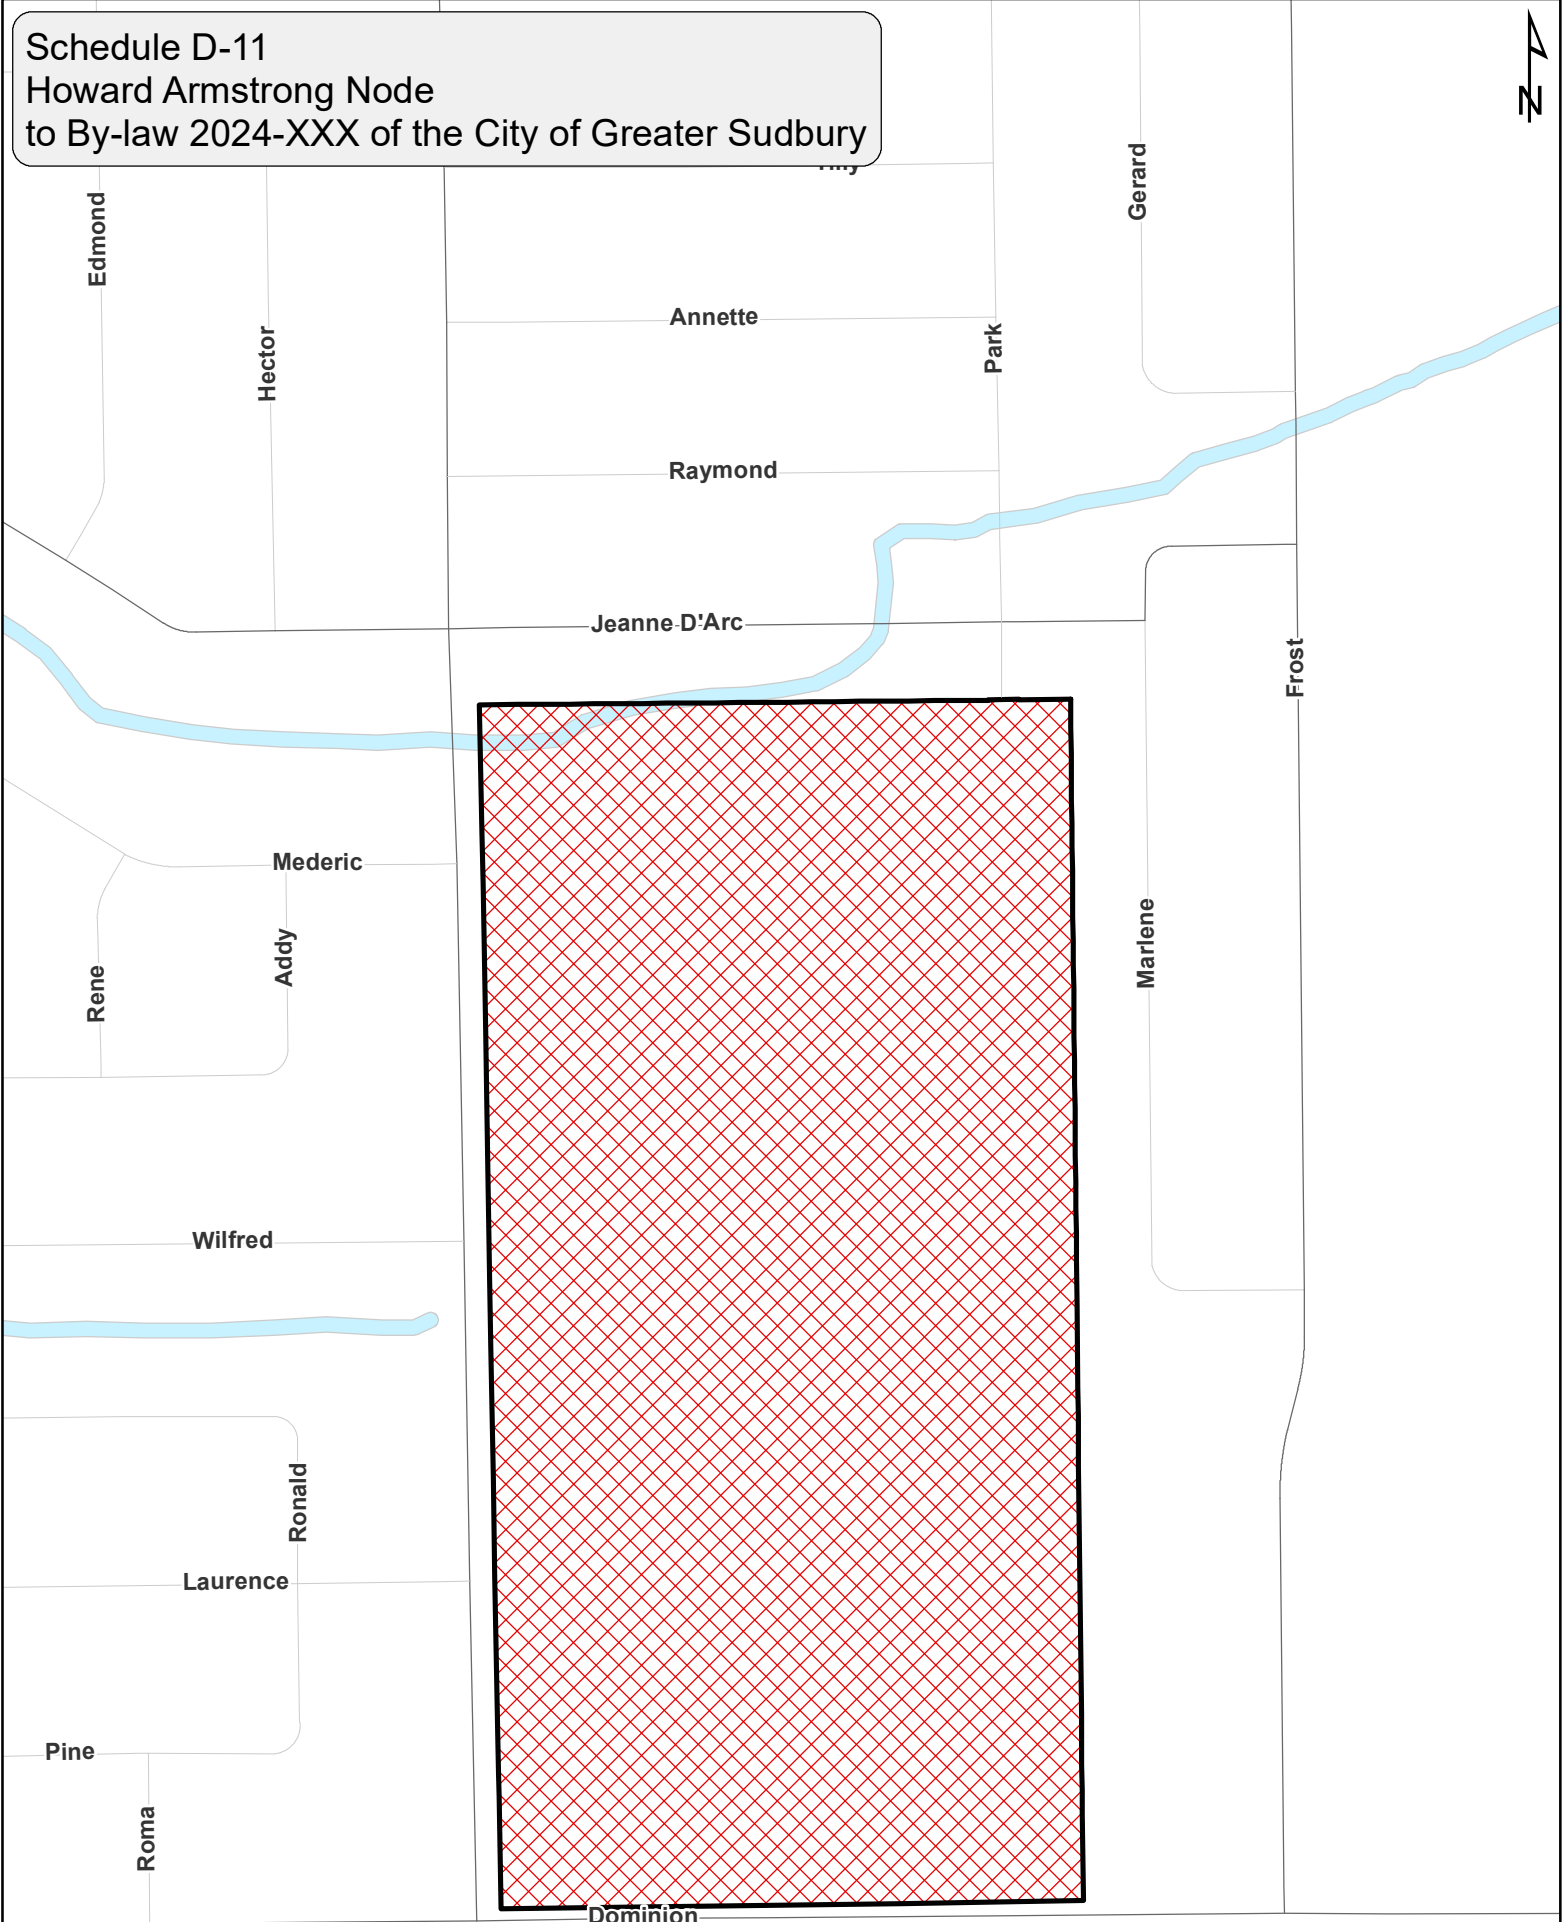 Schedule D-11
Howard Armstrong Node
to By-law 2024-XXX of the City of Greater Sudbury
N
Gerard
Edmond
Annette
Hector
Park
Raymond
Jeanne D'Arc
Frost
Mederic
Marlene
Addy
Rene
Wilfred
Ronald
Laurence
Pine
Roma
Dominion